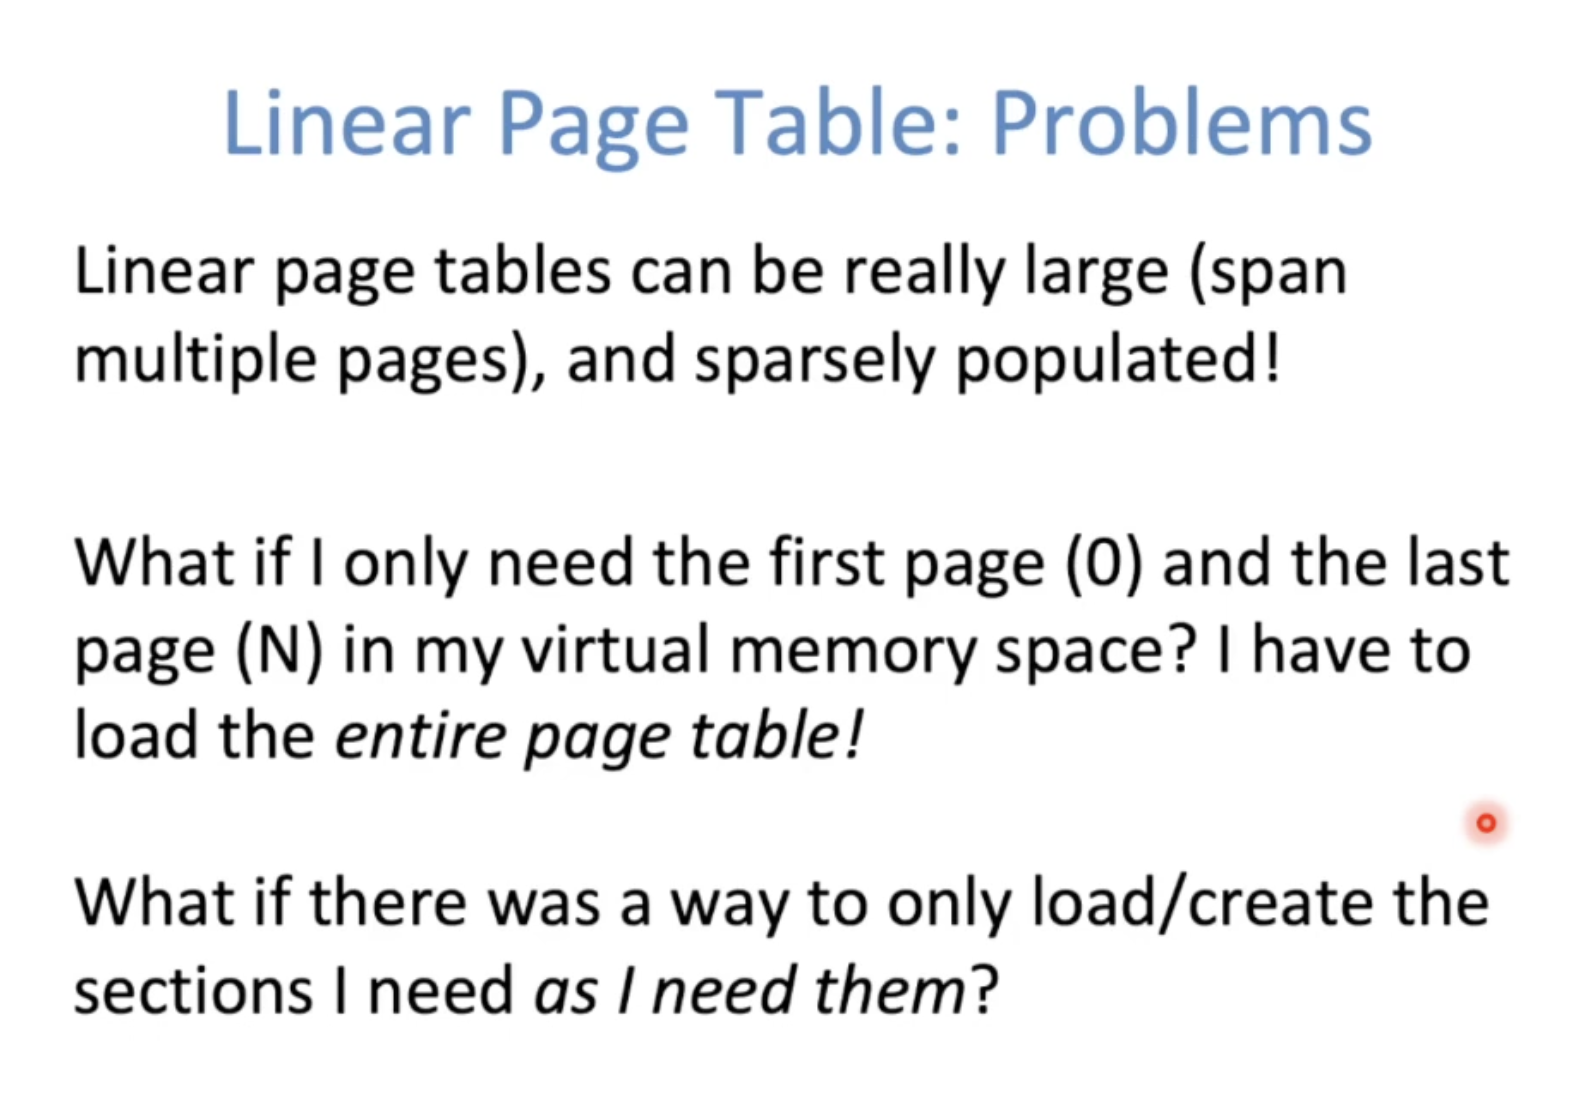 Linear Page Table: Problems
Linear page tables can be really large (span
multiple pages), and sparsely populated!
What if I only need the first page (0) and the last
page (N) in my virtual memory space? I have to
load the entire page table!
What if there was a way to only load/create the
sections I need as I need them?